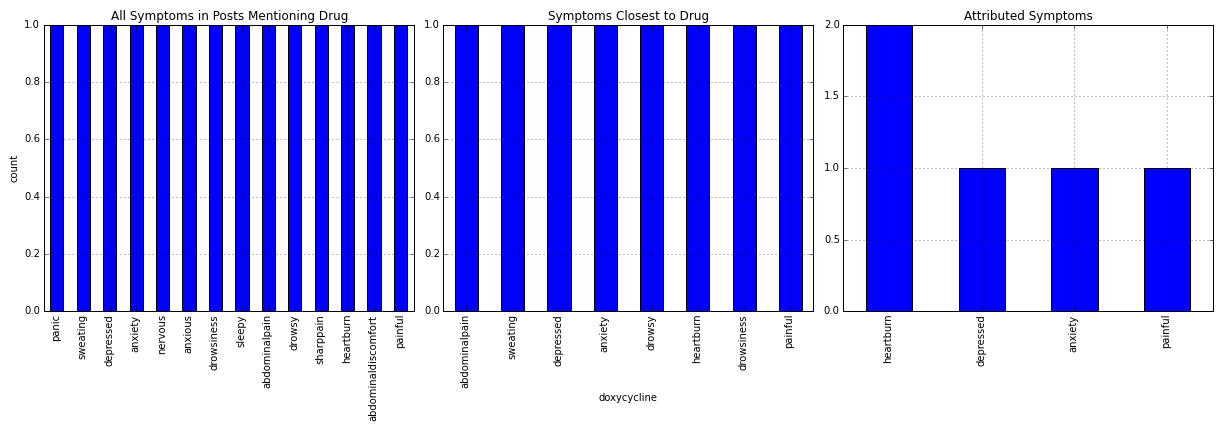 All Symptoms in Posts Mentioning Drug
count
1.0
0.8
0.6
0.4
0.2
0.0
panic
sweating
depressed
anxiety
nervous
anxious
drowsiness
sleepy
abdominalpain
drowsy
sharppain
heartburn
abdominaldiscomfort
painful
Symptoms Closest to Drug
1.0
0.8
0.6
0.4
0.2
0.0
abdominalpain
sweating
depressed
anxiety
drowsy
heartburn
drowsiness
painful
doxycycline
Attributed Symptoms
2.0
1.5
1.0
0.5
0.0
heartburn
depressed
anxiety
painful